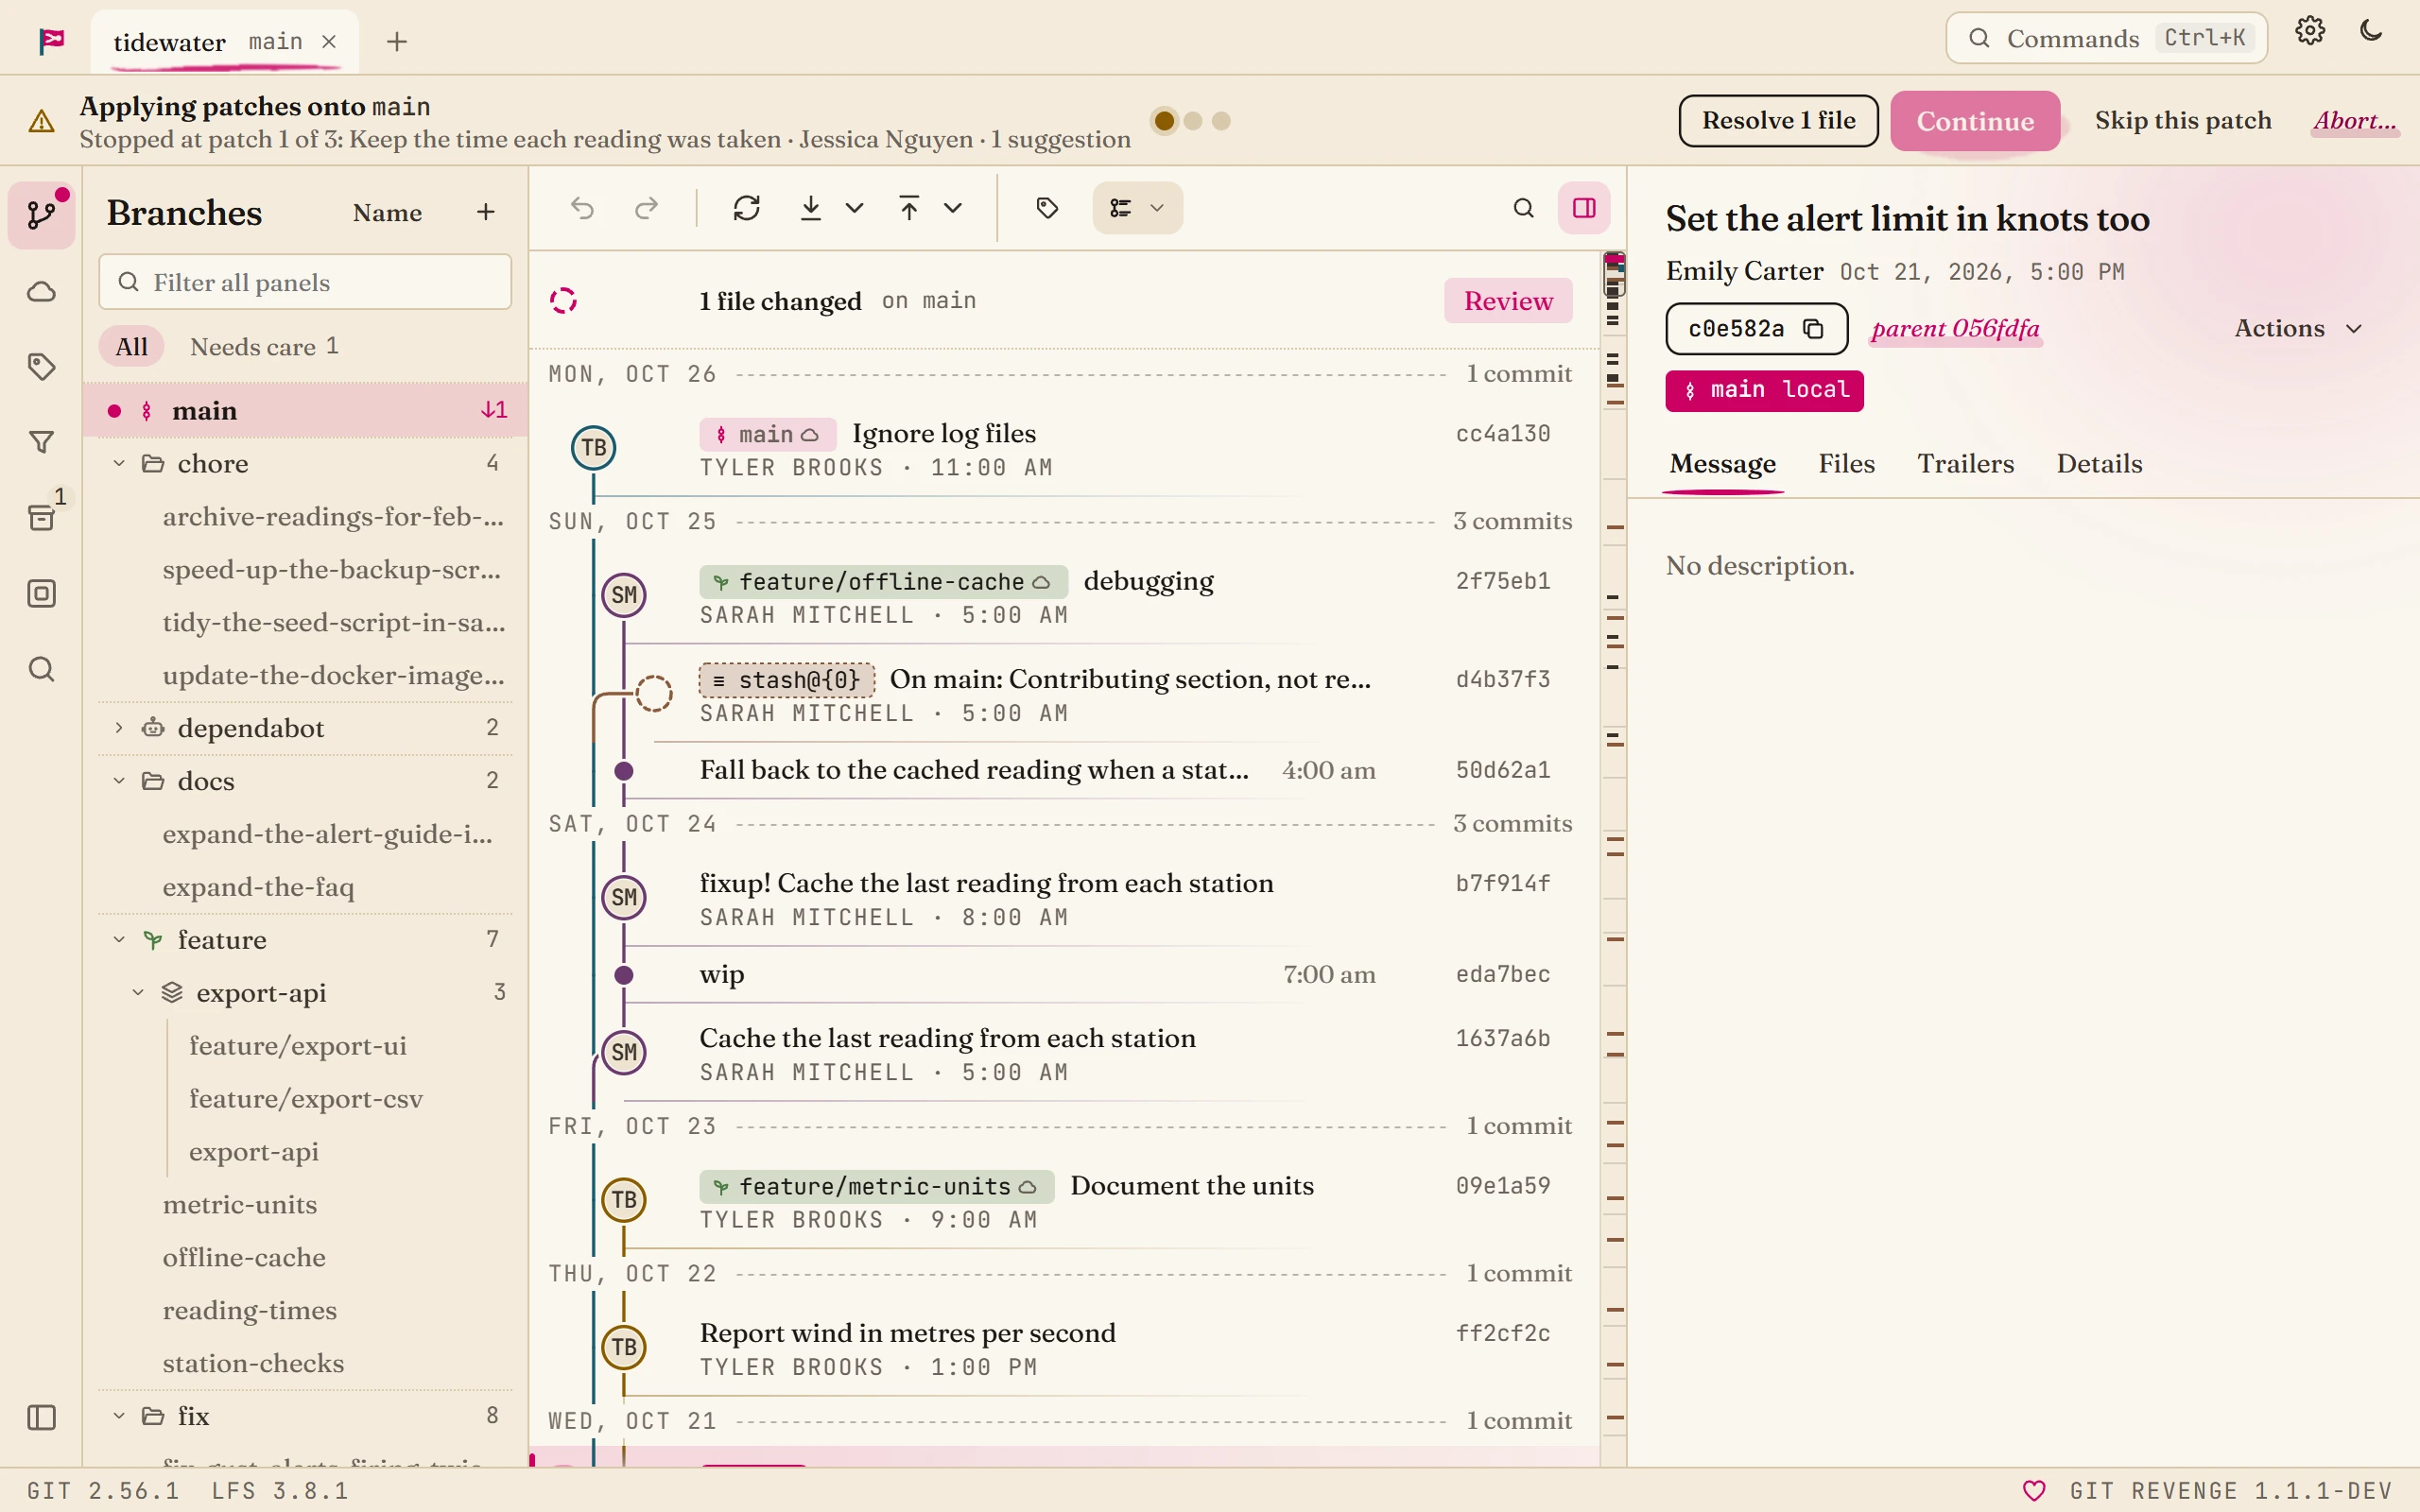 tidewater main
Commands Ctrl+K
Applying patches onto main
Stopped at patch 1 of 3: Keep the time each reading was taken · Jessica Nguyen · 1 suggestion
Resolve 1 file
Continue
Skip this patch
Abort...
Branches
Name
Filter all panels
All
Needs care 1
main
↓1
chore 4
archive-readings-for-feb-...
speed-up-the-backup-scr...
tidy-the-seed-script-in-sa...
update-the-docker-image...
dependabot 2
docs 2
expand-the-alert-guide-i...
expand-the-faq
feature 7
export-api 3
feature/export-ui
feature/export-csv
export-api
metric-units
offline-cache
reading-times
station-checks
fix 8
1
1 file changed on main
Review
MON, OCT 26 1 commit
TB
main Ignore log files cc4a130
TYLER BROOKS · 11:00 AM
SUN, OCT 25 3 commits
SM
feature/offline-cache debugging 2f75eb1
SARAH MITCHELL · 5:00 AM
stash@{0} On main: Contributing section, not re... d4b37f3
SARAH MITCHELL · 5:00 AM
Fall back to the cached reading when a stat... 4:00 am 50d62a1
SAT, OCT 24 3 commits
SM
fixup! Cache the last reading from each station b7f914f
SARAH MITCHELL · 8:00 AM
wip 7:00 am eda7bec
SM
Cache the last reading from each station 1637a6b
SARAH MITCHELL · 5:00 AM
FRI, OCT 23 1 commit
TB
feature/metric-units Document the units 09e1a59
TYLER BROOKS · 9:00 AM
THU, OCT 22 1 commit
TB
Report wind in metres per second ff2cf2c
TYLER BROOKS · 1:00 PM
WED, OCT 21 1 commit
Set the alert limit in knots too
Emily Carter Oct 21, 2026, 5:00 PM
c0e582a
parent 056fdfa
Actions
main local
Message
Files
Trailers
Details
No description.
GIT 2.56.1 LFS 3.8.1
GIT REVENGE 1.1.1-DEV